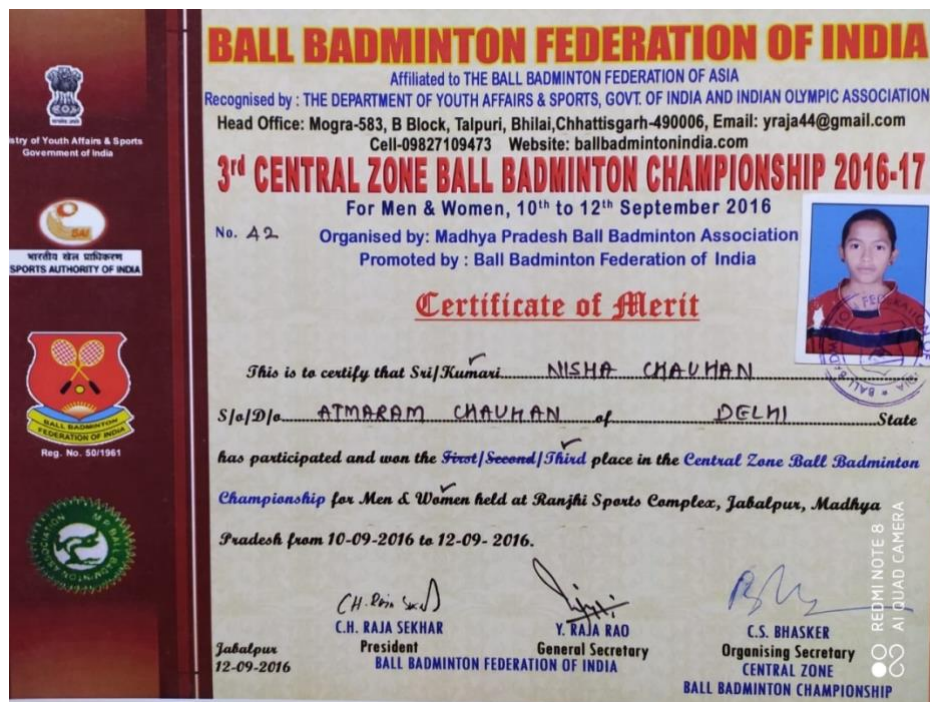 BALL BADMINTON FEDERATION OF INDIA
Affiliated to THE BALL BADMINTON FEDERATION OF ASIA
Recognised by : THE DEPARTMENT OF YOUTH AFFAIRS & SPORTS, GOVT. OF INDIA AND INDIAN OLYMPIC ASSOCIATION
Head Office: Mogra-583, B Block, Talpuri, Bhilai,Chhattisgarh-490006, Email: yraja44@gmail.com
Cell-09827109473 Website: ballbadmintonindia.com
3rd CENTRAL ZONE BALL BADMINTON CHAMPIONSHIP 2016-17
For Men & Women, 10th to 12th September 2016
No. 42
Organised by: Madhya Pradesh Ball Badminton Association
Promoted by : Ball Badminton Federation of India
Certificate of Merit
This is to certify that Sri/Kumari NISHA CHAUHAN
S/o/D/o ATMARAM CHAUHAN of DELHI State
has participated and won the First/Second/Third place in the Central Zone Ball Badminton
Championship for Men & Women held at Ranjhi Sports Complex, Jabalpur, Madhya
Pradesh from 10-09-2016 to 12-09- 2016.
C.H. RAJA SEKHAR
President
Y. RAJA RAO
General Secretary
BALL BADMINTON FEDERATION OF INDIA
C.S. BHASKER
Organising Secretary
CENTRAL ZONE
BALL BADMINTON CHAMPIONSHIP
Jabalpur
12-09-2016
stry of Youth Affairs & Sports
Government of India
SAI
भारतीय खेल प्राधिकरण
SPORTS AUTHORITY OF INDIA
BALL BADMINTON
FEDERATION OF INDIA
Reg. No. 50/1961
REDMI NOTE 8
AI QUAD CAMERA